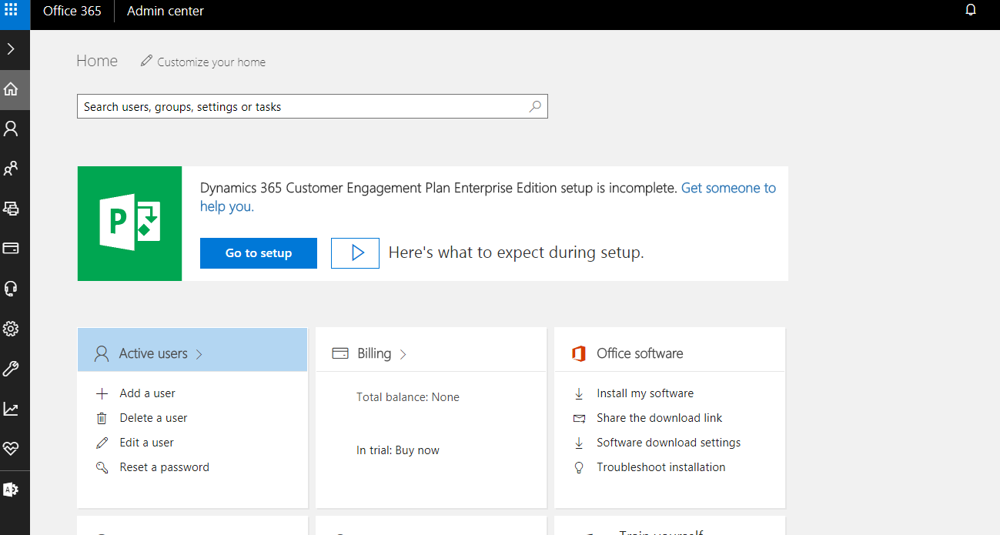 Office 365 Admin center
Home Customize your home
Search users, groups, settings or tasks
Dynamics 365 Customer Engagement Plan Enterprise Edition setup is incomplete. Get someone to
help you.
P
Go to setup
Here's what to expect during setup.
Active users
Add a user
Delete a user
Edit a user
Reset a password
Billing
Total balance: None
In trial: Buy now
Office software
Install my software
Share the download link
Software download settings
Troubleshoot installation
A
Train yourself